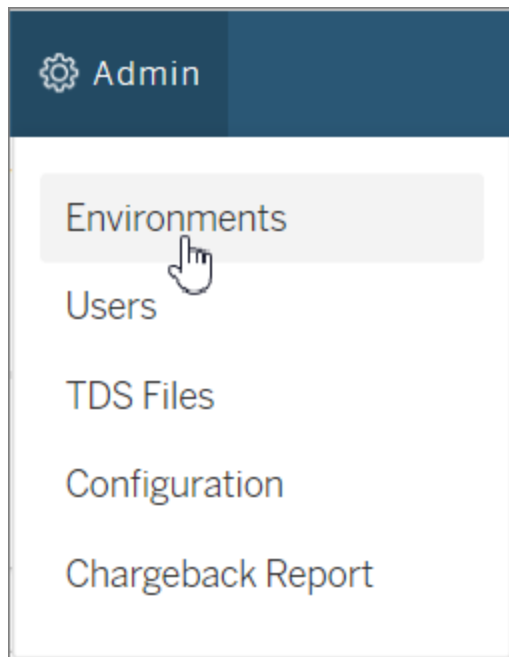 Admin
Environments
Users
TDS Files
Configuration
Chargeback Report